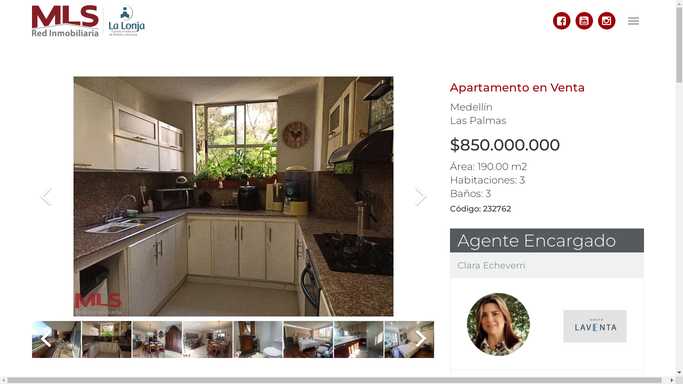 MLS
Red Inmobiliaria
La Lonja
Apartamento en Venta
Medellín
Las Palmas
$850.000.000
Área: 190.00 m2
Habitaciones: 3
Baños: 3
Código: 232762
MLS
Agente Encargado
Clara Echeverri
LAVENTA